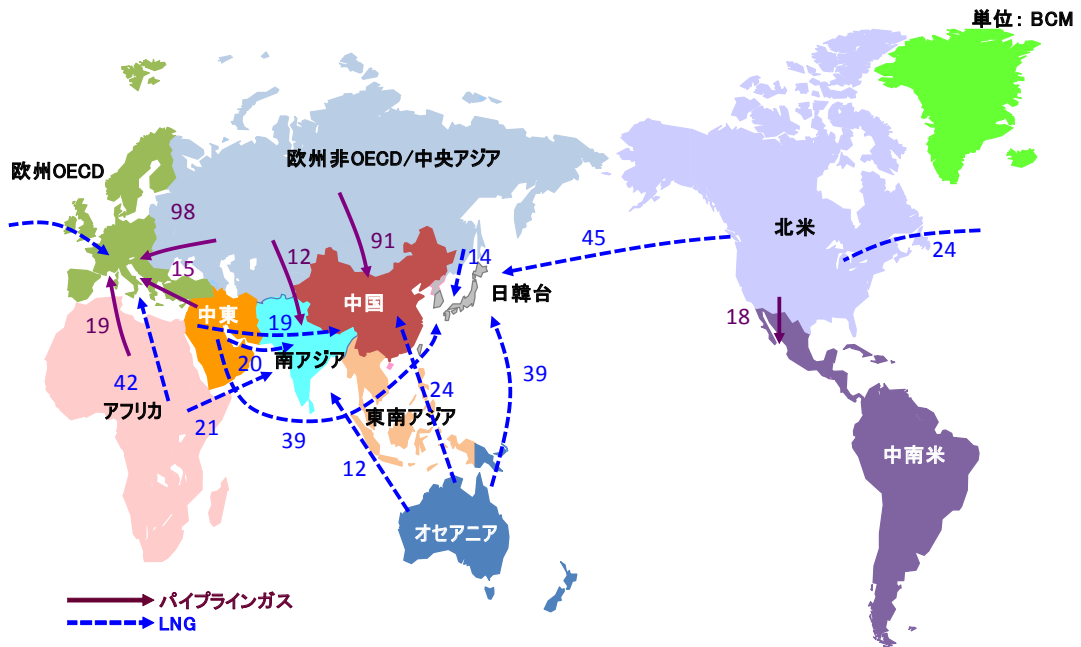 単位： BCM
欧州非OECD/中央アジア
欧州OECD
98
91
12
14
45
北米
24
15
日韓台
中国
中東
19
18
19
20
南アジア
42
24
39
アフリカ
東南アジア
21
39
12
中南米
オセアニア
パイプラインガス
LNG